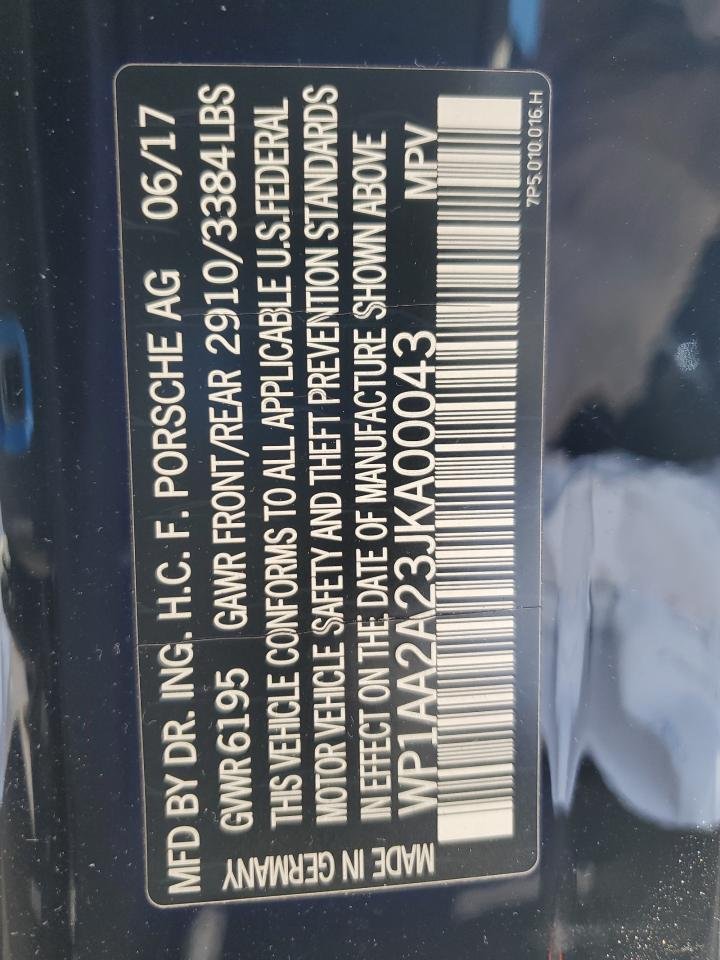 MFD BY DR. ING. H.C. F. PORSCHE AG 06/17
GVWR 6195 GAWR FRONT/REAR 2910/3384LBS
THIS VEHICLE CONFORMS TO ALL APPLICABLE U.S.FEDERAL
MOTOR VEHICLE SAFETY AND THEFT PREVENTION STANDARDS
IN EFFECT ON THE DATE OF MANUFACTURE SHOWN ABOVE
WP1AA2A23JKA00043 MPV
MADE IN GERMANY
7P5.010.016.H